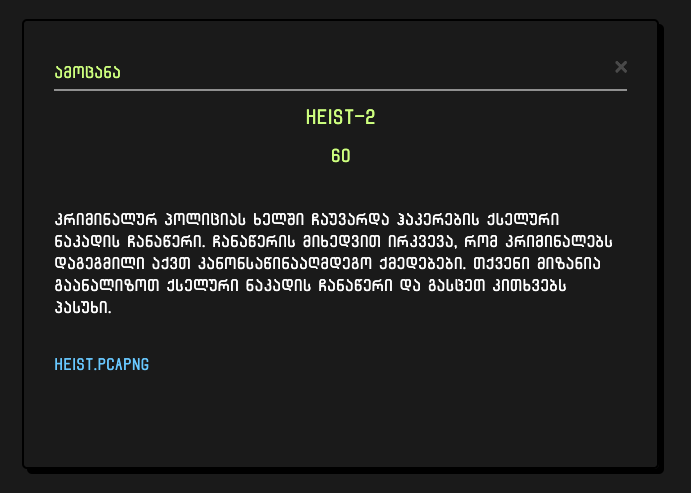 ამოცანა
HEIST-2
60
კრიმინალურ პოლიციას ხელში ჩაუვარდა ჰაკერების ქსელური
ნაკადის ჩანაწერი. ჩანაწერის მიხედვით ირკვევა, რომ კრიმინალებს
დაგეგმილი აქვთ კანონსაწინააღმდეგო ქმედებები. თქვენი მიზანია
გაანალიზოთ ქსელური ნაკადის ჩანაწერი და გასცეთ კითხვებს
პასუხი.
HEIST.PCAPNG